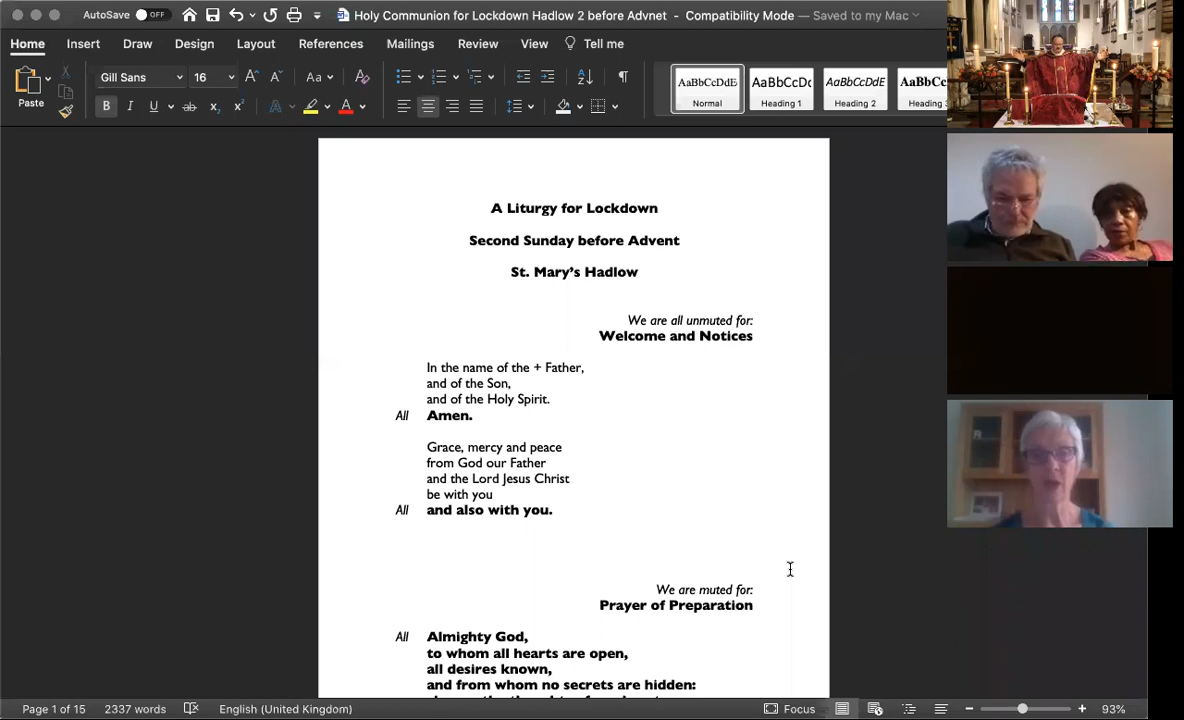 AutoSave OFF Holy Communion for Lockdown Hadlow 2 before Advnet - Compatibility Mode — Saved to my Mac
Home Insert Draw Design Layout References Mailings Review View Tell me
Paste Gill Sans 16 Aa AaBbCcDdE AaBbCcDc AaBbCcDdE AaBbCc
Normal Heading 1 Heading 2 Heading
A Liturgy for Lockdown
Second Sunday before Advent
St. Mary's Hadlow
We are all unmuted for:
Welcome and Notices
In the name of the + Father,
and of the Son,
and of the Holy Spirit.
All Amen.
Grace, mercy and peace
from God our Father
and the Lord Jesus Christ
be with you
All and also with you.
We are muted for:
Prayer of Preparation
All Almighty God,
to whom all hearts are open,
all desires known,
and from whom no secrets are hidden:
Page 1 of 15 2337 words English (United Kingdom) Focus 93%